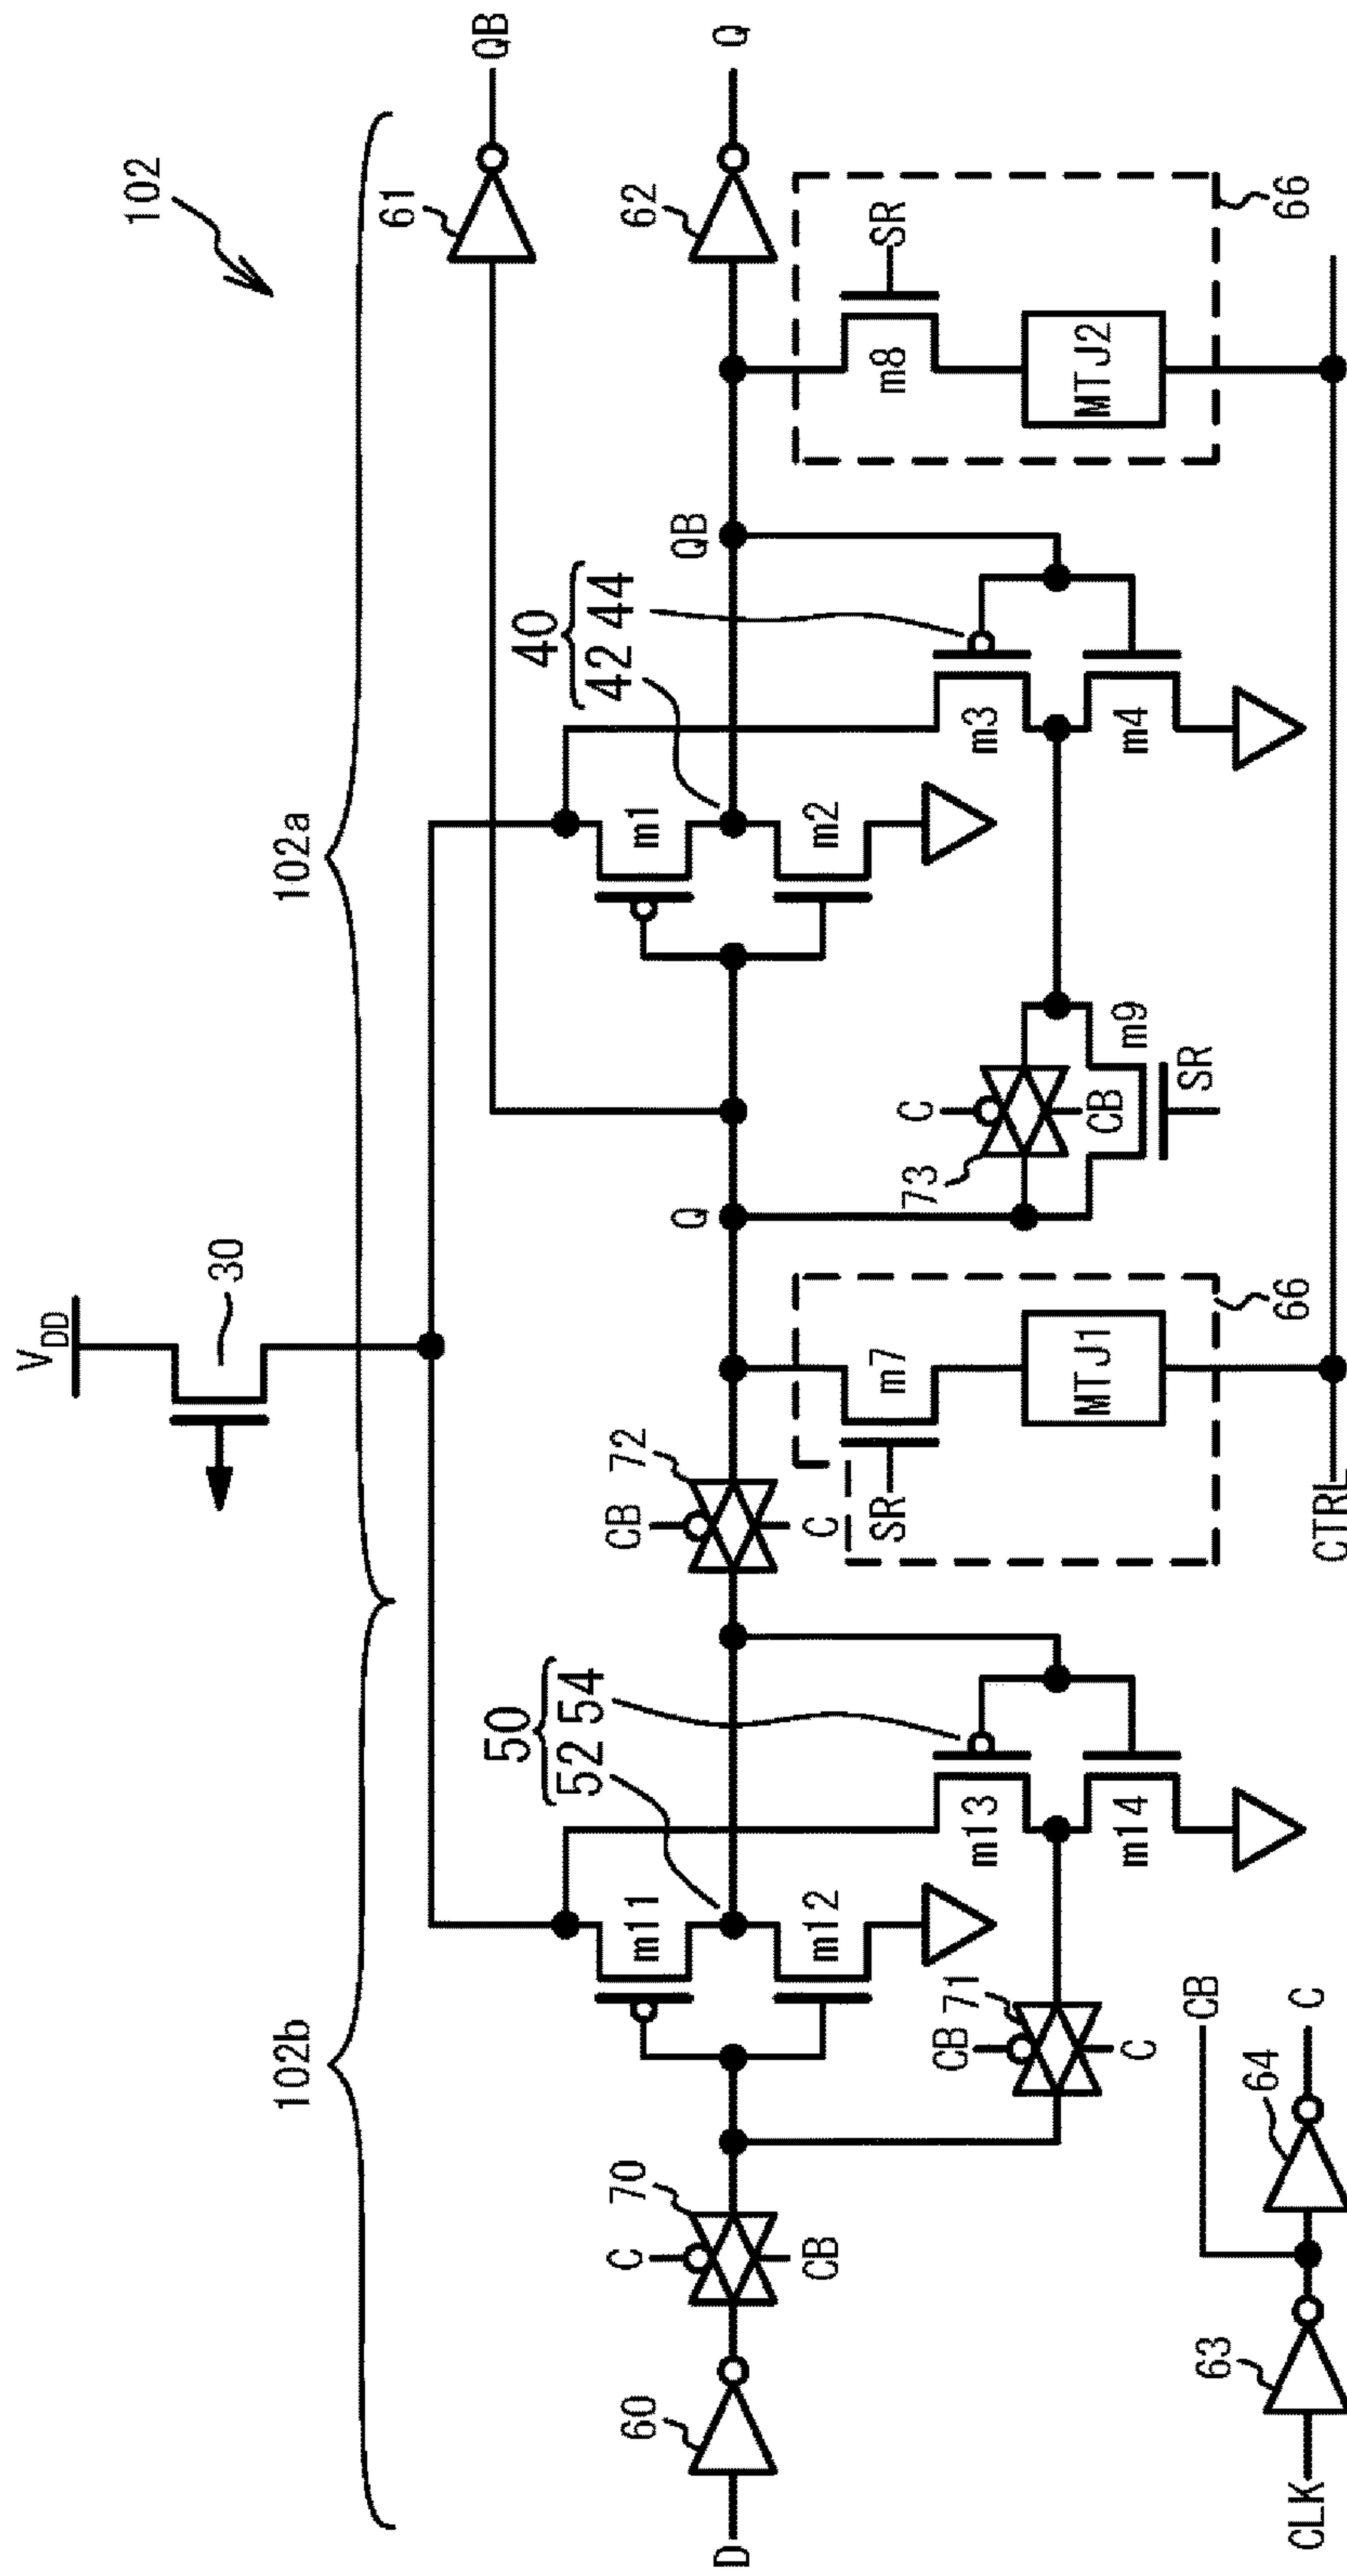 102
102b
102a
V DD
30
QB
61
Q
62
D
60
C
70
CB
m11
m12
50
52 54
m13
m14
CB
71
C
CB
72
C
SR
m7
MTJ1
66
Q
C
73
CB
m9
SR
m1
m2
40
42 44
m3
m4
QB
SR
m8
MTJ2
66
CTRL
CLK
63
64
CB
C